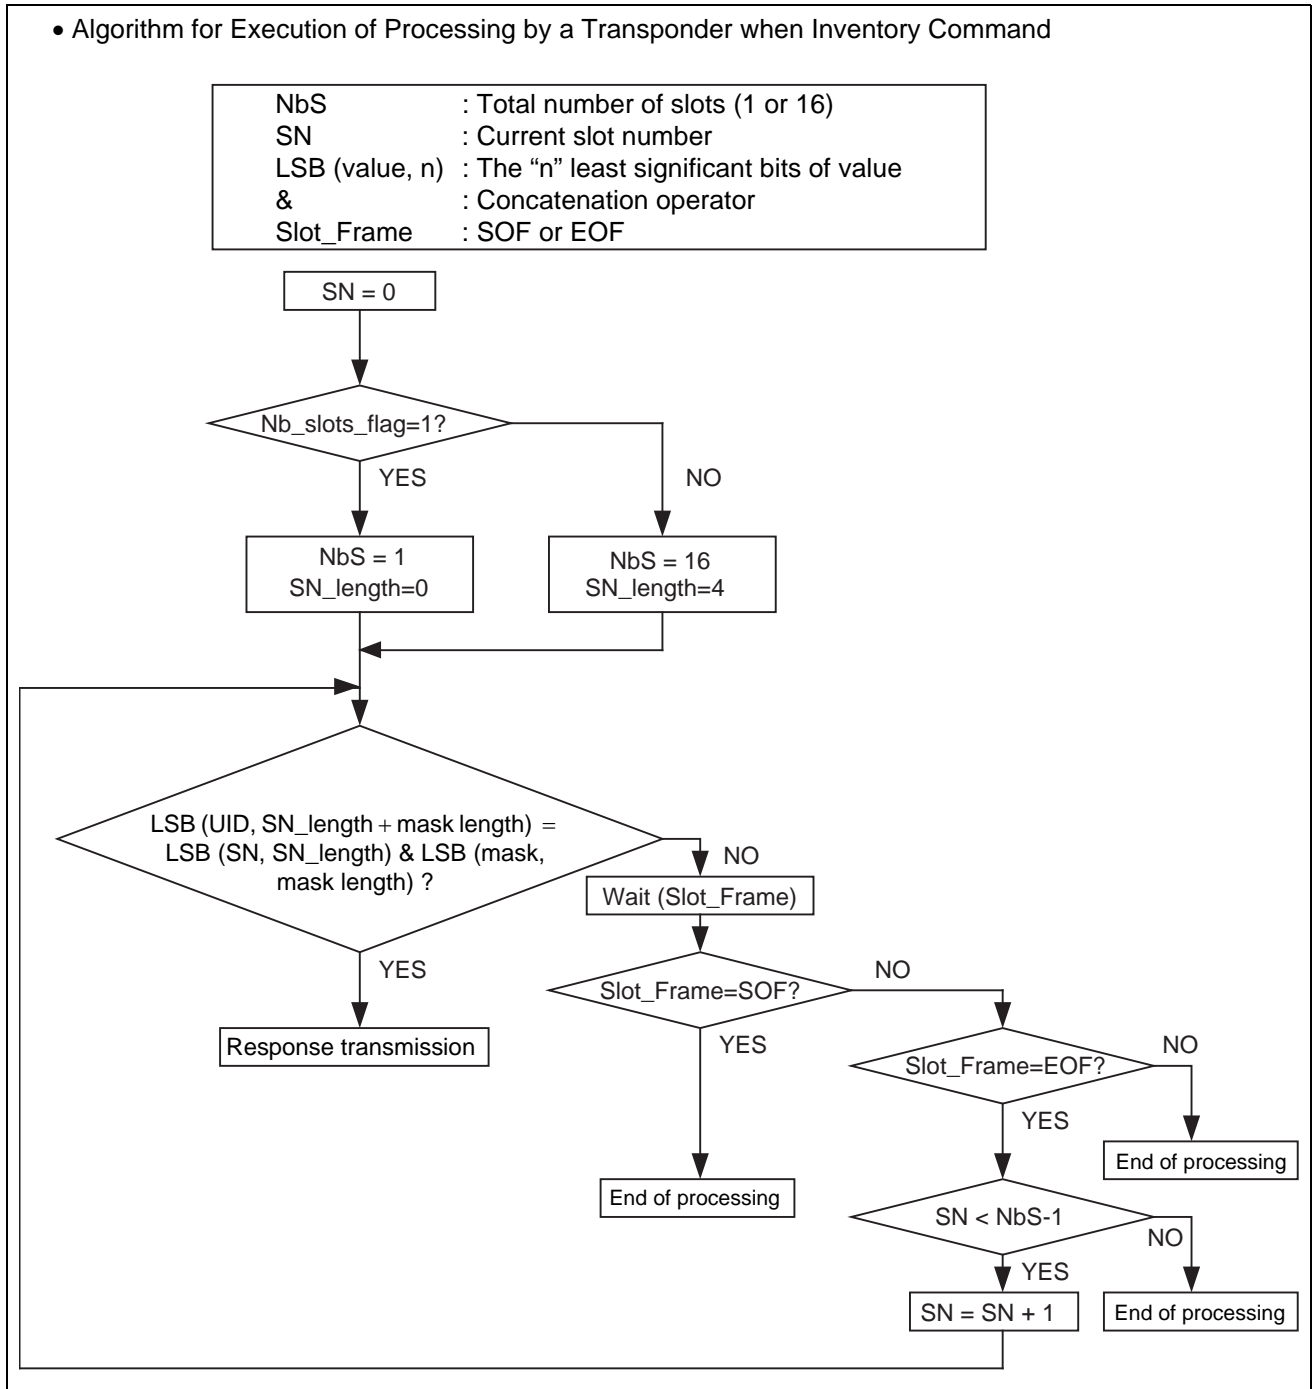 • Algorithm for Execution of Processing by a Transponder when Inventory Command
NbS : Total number of slots (1 or 16)
SN : Current slot number
LSB (value, n) : The “n” least significant bits of value
& : Concatenation operator
Slot_Frame : SOF or EOF
SN = 0
Nb_slots_flag=1?
YES
NO
NbS = 1
SN_length=0
NbS = 16
SN_length=4
LSB (UID, SN_length + mask length) =
LSB (SN, SN_length) & LSB (mask,
mask length) ?
NO
Wait (Slot_Frame)
YES
Response transmission
Slot_Frame=SOF?
NO
YES
End of processing
Slot_Frame=EOF?
NO
End of processing
YES
SN < NbS-1
NO
End of processing
YES
SN = SN + 1